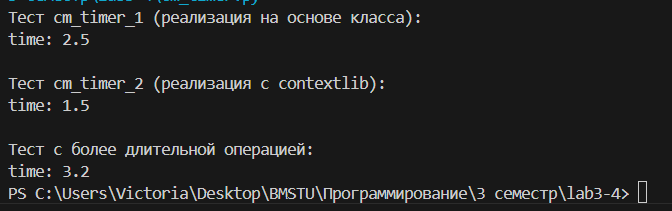 Тест cm_timer_1 (реализация на основе класса):
time: 2.5
Тест cm_timer_2 (реализация с contextlib):
time: 1.5
Тест с более длительной операцией:
time: 3.2
PS C:\Users\Victoria\Desktop\BMSTU\Программирование\3 семестр\lab3-4>